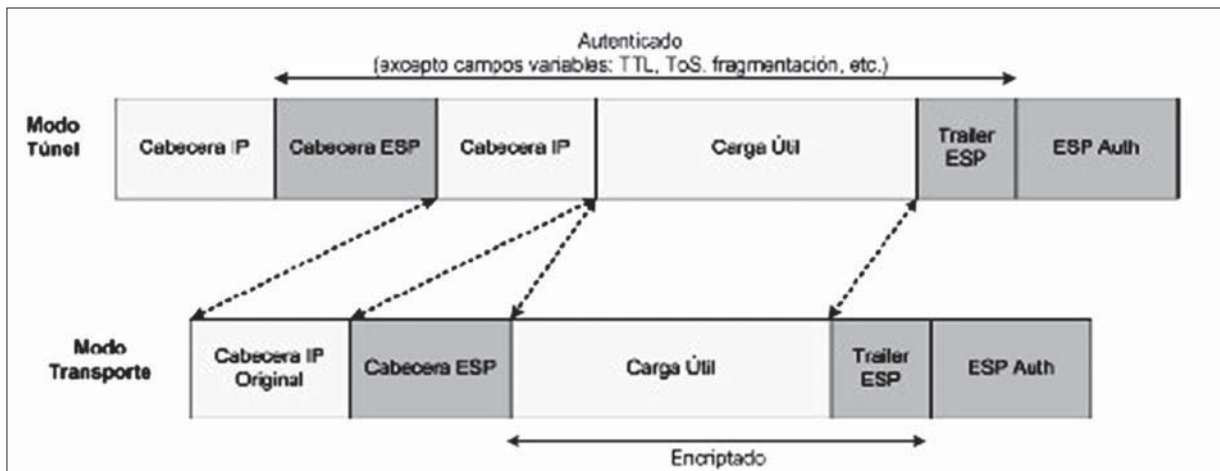 Autenticado
(excepto campos variables: TTL, ToS. fragmentación, etc.)
Modo
Túnel
Cabecera IP
Cabecera ESP
Cabecera IP
Carga Útil
Trailer
ESP
ESP Auth
Modo
Transporte
Cabecera IP
Original
Cabecera ESP
Carga Útil
Trailer
ESP
ESP Auth
Encriptado